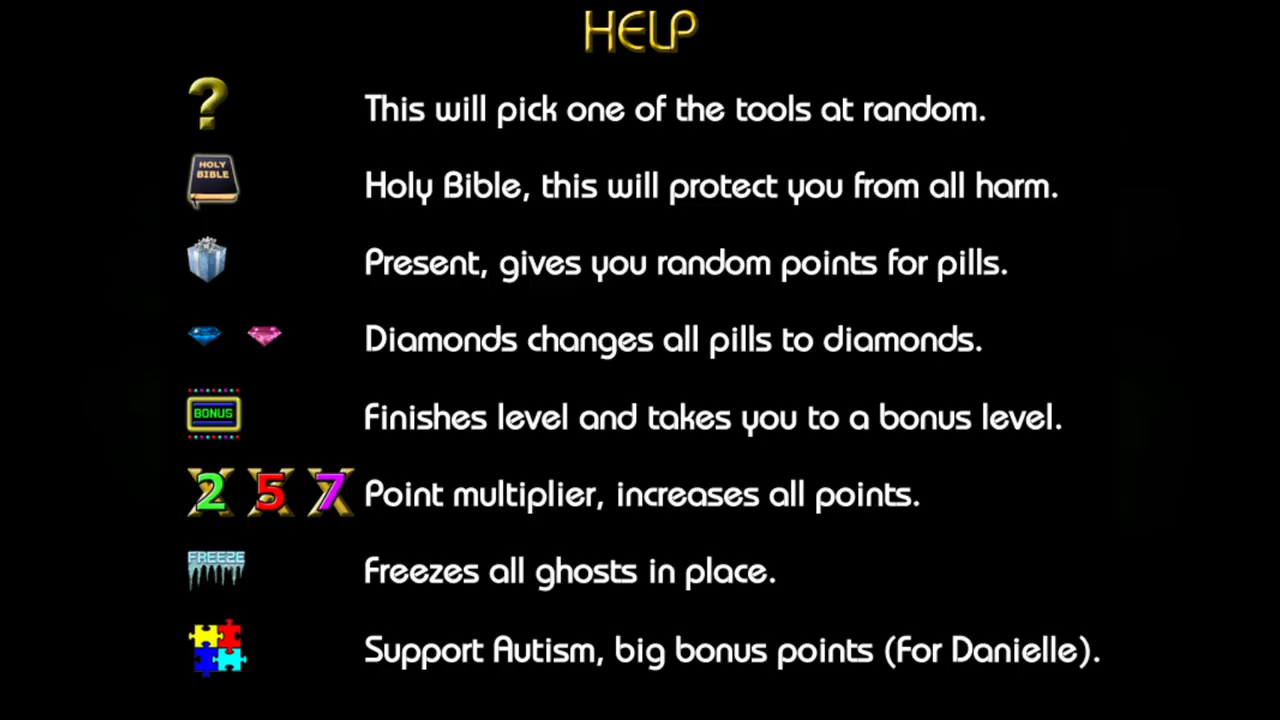 HELP
? This will pick one of the tools at random.
HOLY
BIBLE
Holy Bible, this will protect you from all harm.
Present, gives you random points for pills.
Diamonds changes all pills to diamonds.
BONUS
Finishes level and takes you to a bonus level.
X2 X5 X7 Point multiplier, increases all points.
FREEZE
Freezes all ghosts in place.
Support Autism, big bonus points (For Danielle).